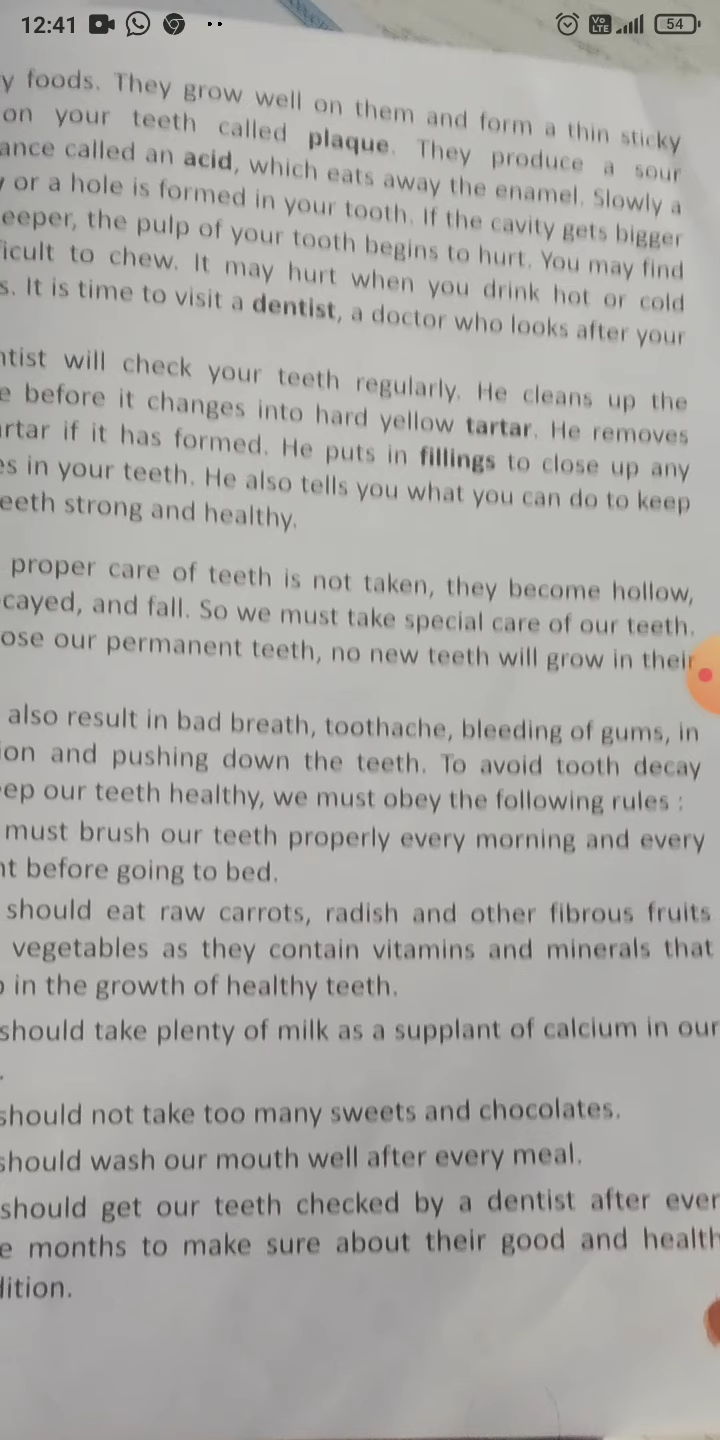 12:41
Vo LTE
54
y foods. They grow well on them and form a thin sticky
on your teeth called plaque. They produce a sour
ance called an acid, which eats away the enamel. Slowly a
or a hole is formed in your tooth. If the cavity gets bigger
eeper, the pulp of your tooth begins to hurt. You may find
icult to chew. It may hurt when you drink hot or cold
s. It is time to visit a dentist, a doctor who looks after your
ntist will check your teeth regularly. He cleans up the
e before it changes into hard yellow tartar. He removes
artar if it has formed. He puts in fillings to close up any
es in your teeth. He also tells you what you can do to keep
eeth strong and healthy.
proper care of teeth is not taken, they become hollow,
cayed, and fall. So we must take special care of our teeth.
ose our permanent teeth, no new teeth will grow in their
also result in bad breath, toothache, bleeding of gums, in
ion and pushing down the teeth. To avoid tooth decay
ep our teeth healthy, we must obey the following rules :
must brush our teeth properly every morning and every
nt before going to bed.
should eat raw carrots, radish and other fibrous fruits
vegetables as they contain vitamins and minerals that
p in the growth of healthy teeth.
should take plenty of milk as a supplant of calcium in our
.
should not take too many sweets and chocolates.
should wash our mouth well after every meal.
should get our teeth checked by a dentist after ever
e months to make sure about their good and health
dition.